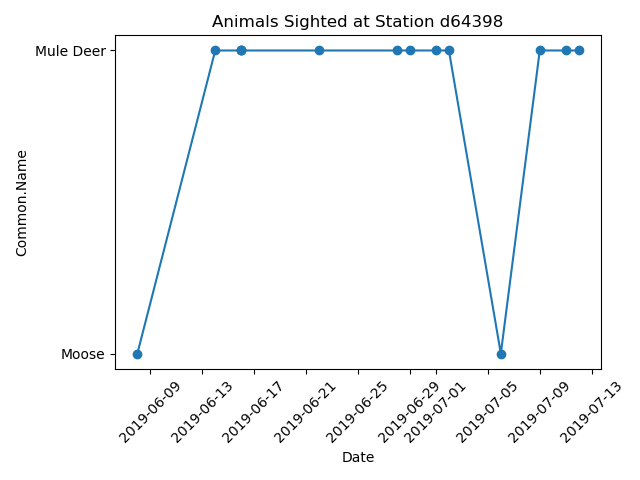 Animals Sighted at Station d64398
Mule Deer
Moose
Common.Name
2019-06-09
2019-06-13
2019-06-17
2019-06-21
2019-06-25
2019-06-29
2019-07-01
2019-07-05
2019-07-09
2019-07-13
Date